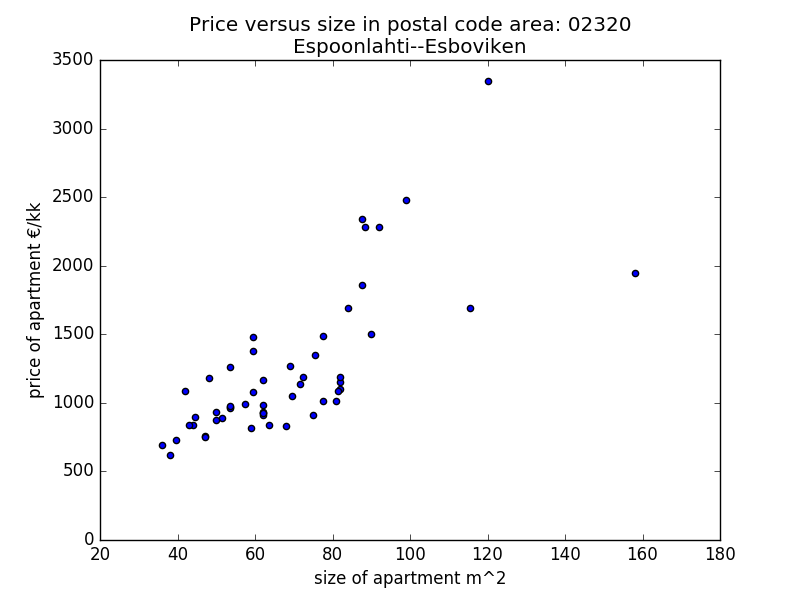 Price versus size in postal code area: 02320
Espoonlahti--Esboviken
3500
3000
2500
2000
1500
1000
500
0
price of apartment €/kk
20 40 60 80 100 120 140 160 180
size of apartment m^2